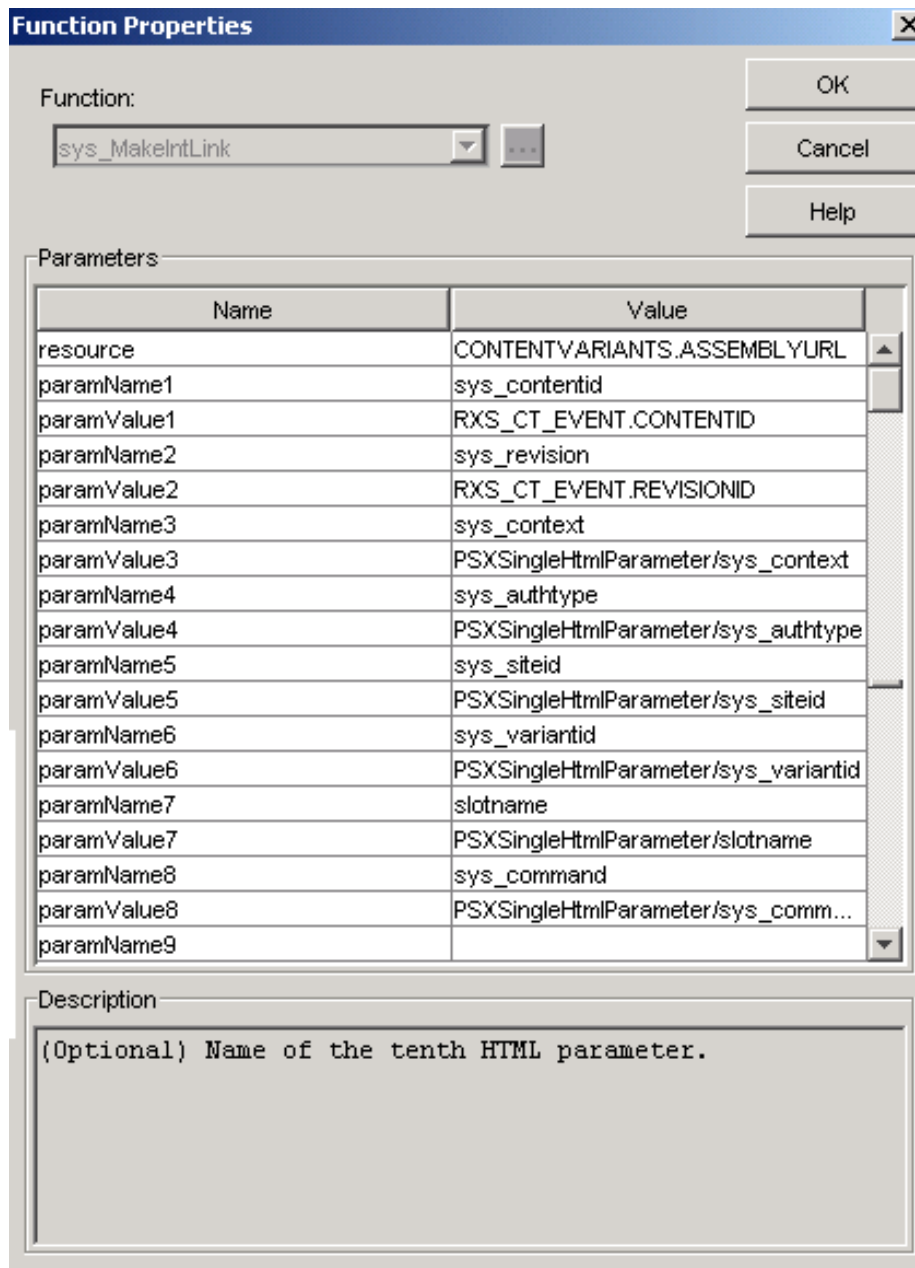 Function Properties
OK
Function:
sys_MakeIntLink
...
Cancel
Help
Parameters
Name Value
resource CONTENTVARIANTS.ASSEMBLYURL
paramName1 sys_contentid
paramValue1 RXS_CT_EVENT.CONTENTID
paramName2 sys_revision
paramValue2 RXS_CT_EVENT.REVISIONID
paramName3 sys_context
paramValue3 PSXSingleHtmlParameter/sys_context
paramName4 sys_authtype
paramValue4 PSXSingleHtmlParameter/sys_authtype
paramName5 sys_siteid
paramValue5 PSXSingleHtmlParameter/sys_siteid
paramName6 sys_variantid
paramValue6 PSXSingleHtmlParameter/sys_variantid
paramName7 slotname
paramValue7 PSXSingleHtmlParameter/slotname
paramName8 sys_command
paramValue8 PSXSingleHtmlParameter/sys_comm...
paramName9
Description
(Optional) Name of the tenth HTML parameter.